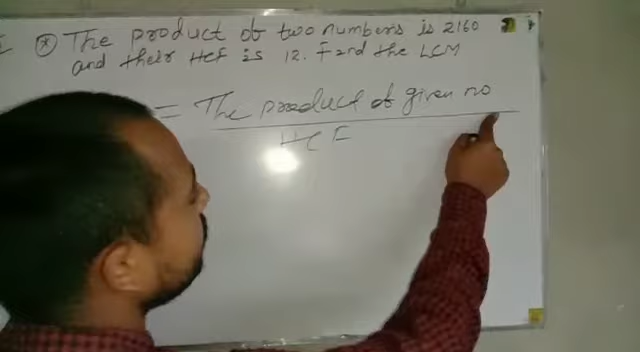 * The product of two numbers is 2160
and their HCF is 12. Find the LCM
= The product of given no
HCF